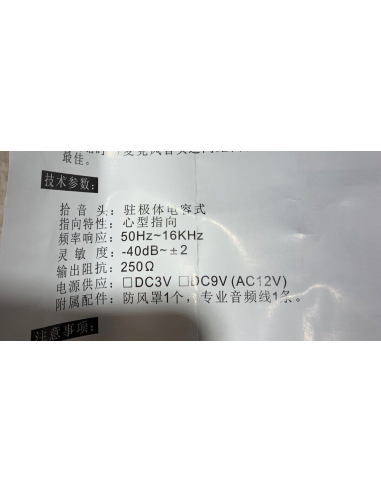 最佳。
技术参数：
拾 音 头：驻极体电容式
指向特性：心型指向
频率响应：50Hz~16KHz
灵 敏 度：-40dB~±2
输出阻抗：250Ω
电源供应：□DC3V □DC9V (AC12V)
附属配件：防风罩1个，专业音频线1条。
注意事项：